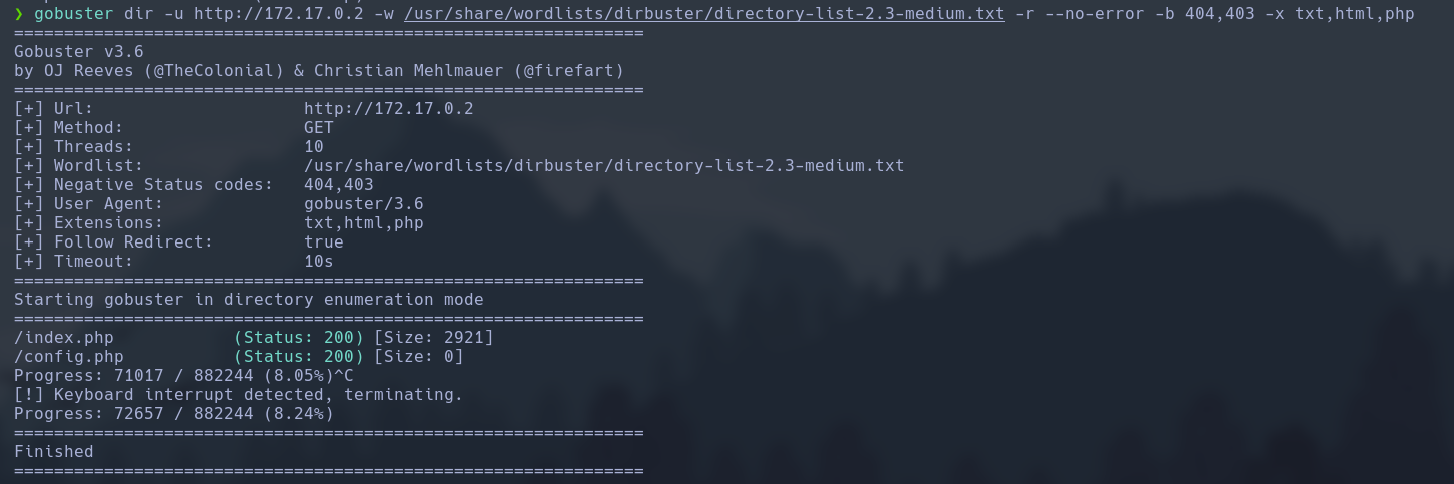 ❯ gobuster dir -u http://172.17.0.2 -w /usr/share/wordlists/dirbuster/directory-list-2.3-medium.txt -r --no-error -b 404,403 -x txt,html,php
===============================================================
Gobuster v3.6
by OJ Reeves (@TheColonial) & Christian Mehlmauer (@firefart)
===============================================================
[+] Url:                     http://172.17.0.2
[+] Method:                  GET
[+] Threads:                 10
[+] Wordlist:                /usr/share/wordlists/dirbuster/directory-list-2.3-medium.txt
[+] Negative Status codes:   404,403
[+] User Agent:              gobuster/3.6
[+] Extensions:              txt,html,php
[+] Follow Redirect:         true
[+] Timeout:                 10s
===============================================================
Starting gobuster in directory enumeration mode
===============================================================
/index.php            (Status: 200) [Size: 2921]
/config.php           (Status: 200) [Size: 0]
Progress: 71017 / 882244 (8.05%)^C
[!] Keyboard interrupt detected, terminating.
Progress: 72657 / 882244 (8.24%)
===============================================================
Finished
===============================================================